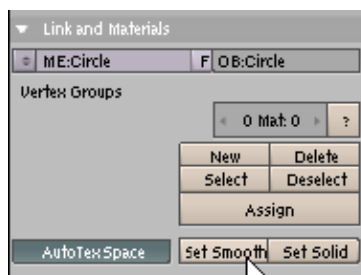 Link and Materials
ME:Circle F OB:Circle
Vertex Groups
0 Mat: 0 ?
New Delete
Select Deselect
Assign
AutoTexSpace Set Smooth Set Solid